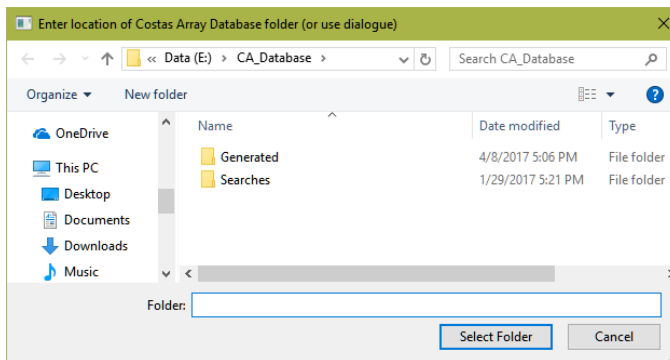 Enter location of Costas Array Database folder (or use dialogue)
« Data (E:) › CA_Database ›
Search CA_Database
Organize
New folder
Name
Date modified
Type
OneDrive
This PC
Desktop
Documents
Downloads
Music
Generated
4/8/2017 5:06 PM
File folder
Searches
1/29/2017 5:21 PM
File folder
Folder:
Select Folder
Cancel